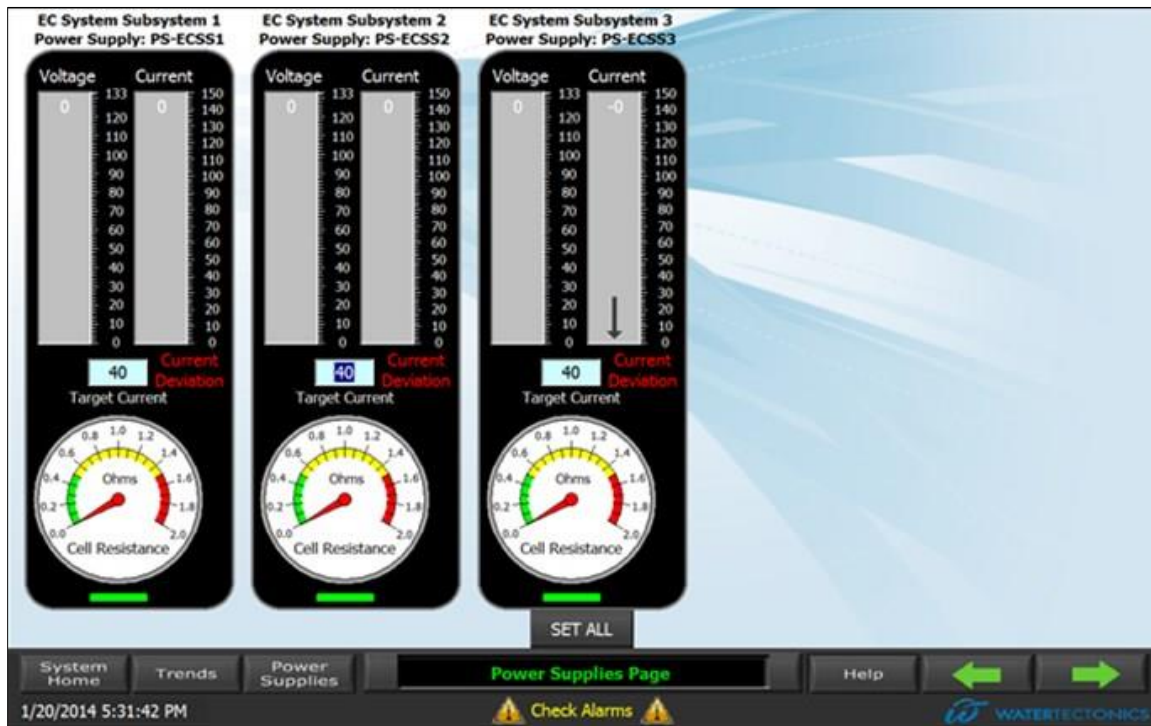 EC System Subsystem 1
Power Supply: PS-ECSS1
Voltage Current
0 0
133 150
140
120 130
110 120
100 110
90 100
80 90
70 80
60 70
50 60
40 50
30 40
20 30
10 20
0 10
0
40
Current
Deviation
Target Current
0.0 0.2 0.4 0.6 0.8 1.0 1.2 1.4 1.6 1.8 2.0
Ohms
Cell Resistance
EC System Subsystem 2
Power Supply: PS-ECSS2
Voltage Current
0 0
133 150
140
120 130
110 120
100 110
90 100
80 90
70 80
60 70
50 60
40 50
30 40
20 30
10 20
0 10
0
40
Current
Deviation
Target Current
0.0 0.2 0.4 0.6 0.8 1.0 1.2 1.4 1.6 1.8 2.0
Ohms
Cell Resistance
EC System Subsystem 3
Power Supply: PS-ECSS3
Voltage Current
0 -0
133 150
140
120 130
110 120
100 110
90 100
80 90
70 80
60 70
50 60
40 50
30 40
20 30
10 20
0 10
0
40
Current
Deviation
Target Current
0.0 0.2 0.4 0.6 0.8 1.0 1.2 1.4 1.6 1.8 2.0
Ohms
Cell Resistance
SET ALL
System
Home
Trends
Power
Supplies
Power Supplies Page
Help
1/20/2014 5:31:42 PM
Check Alarms
WATERTECTONICS